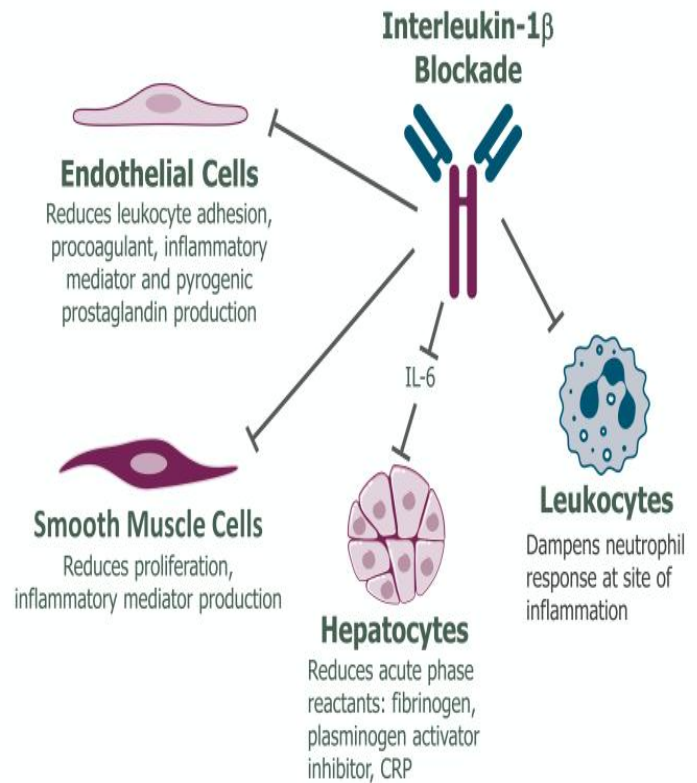 Interleukin-1β
Blockade
Endothelial Cells
Reduces leukocyte adhesion,
procoagulant, inflammatory
mediator and pyrogenic
prostaglandin production
IL-6
Smooth Muscle Cells
Reduces proliferation,
inflammatory mediator production
Hepatocytes
Reduces acute phase
reactants: fibrinogen,
plasminogen activator
inhibitor, CRP
Leukocytes
Dampens neutrophil
response at site of
inflammation